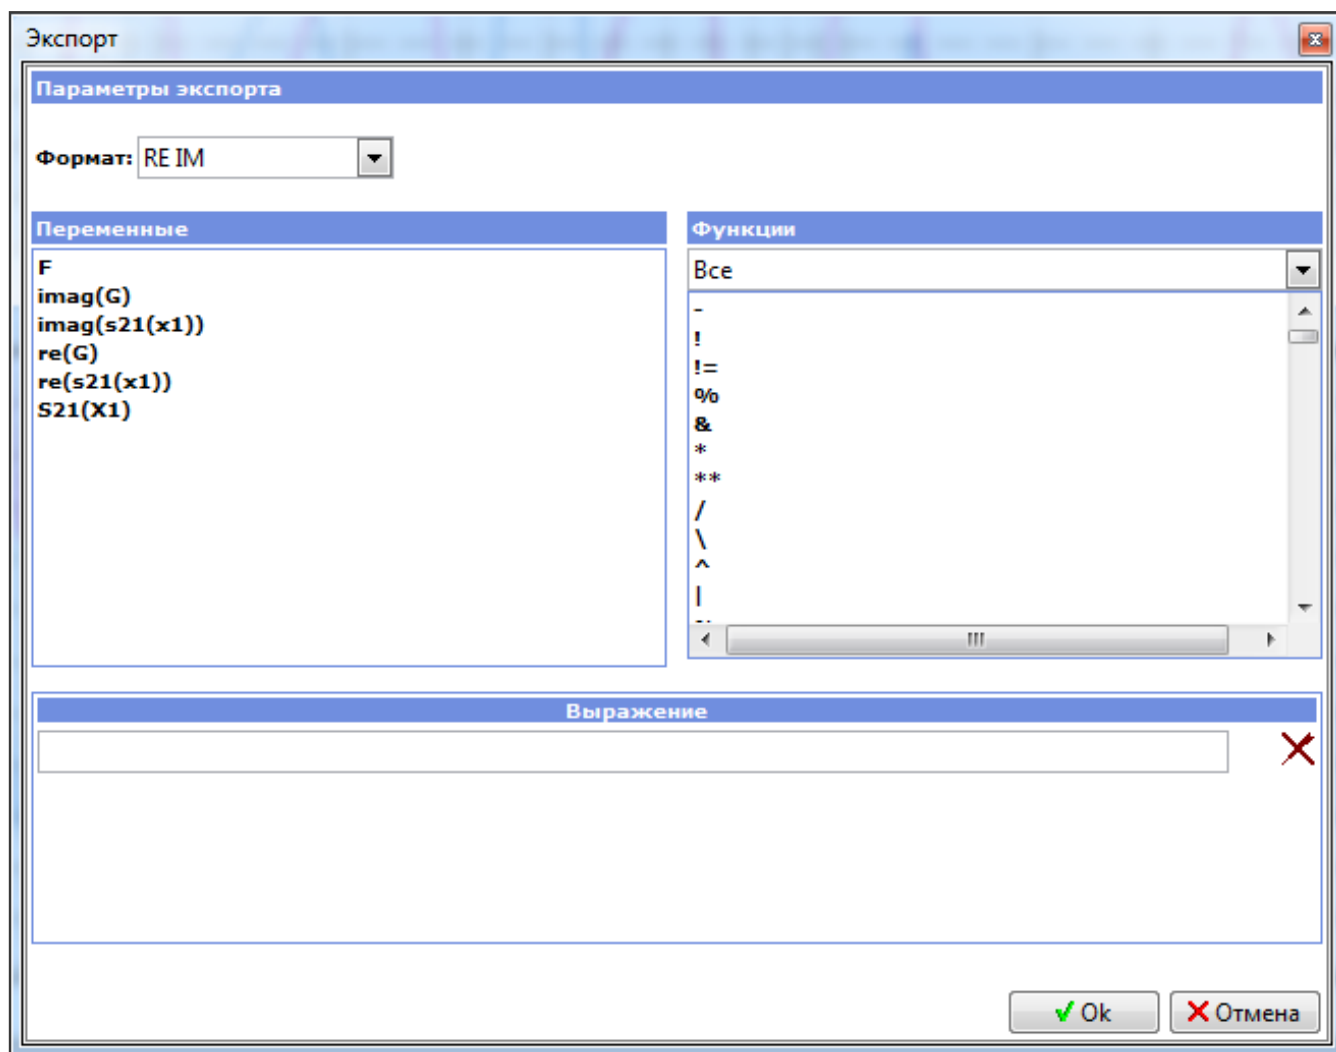 Экспорт
Параметры экспорта
Формат: RE IM
Переменные
F
imag(G)
imag(s21(x1))
re(G)
re(s21(x1))
S21(X1)
Функции
Все
-
!
!=
%
&
*
**
/
\
^
|
Выражение
Ok
Отмена